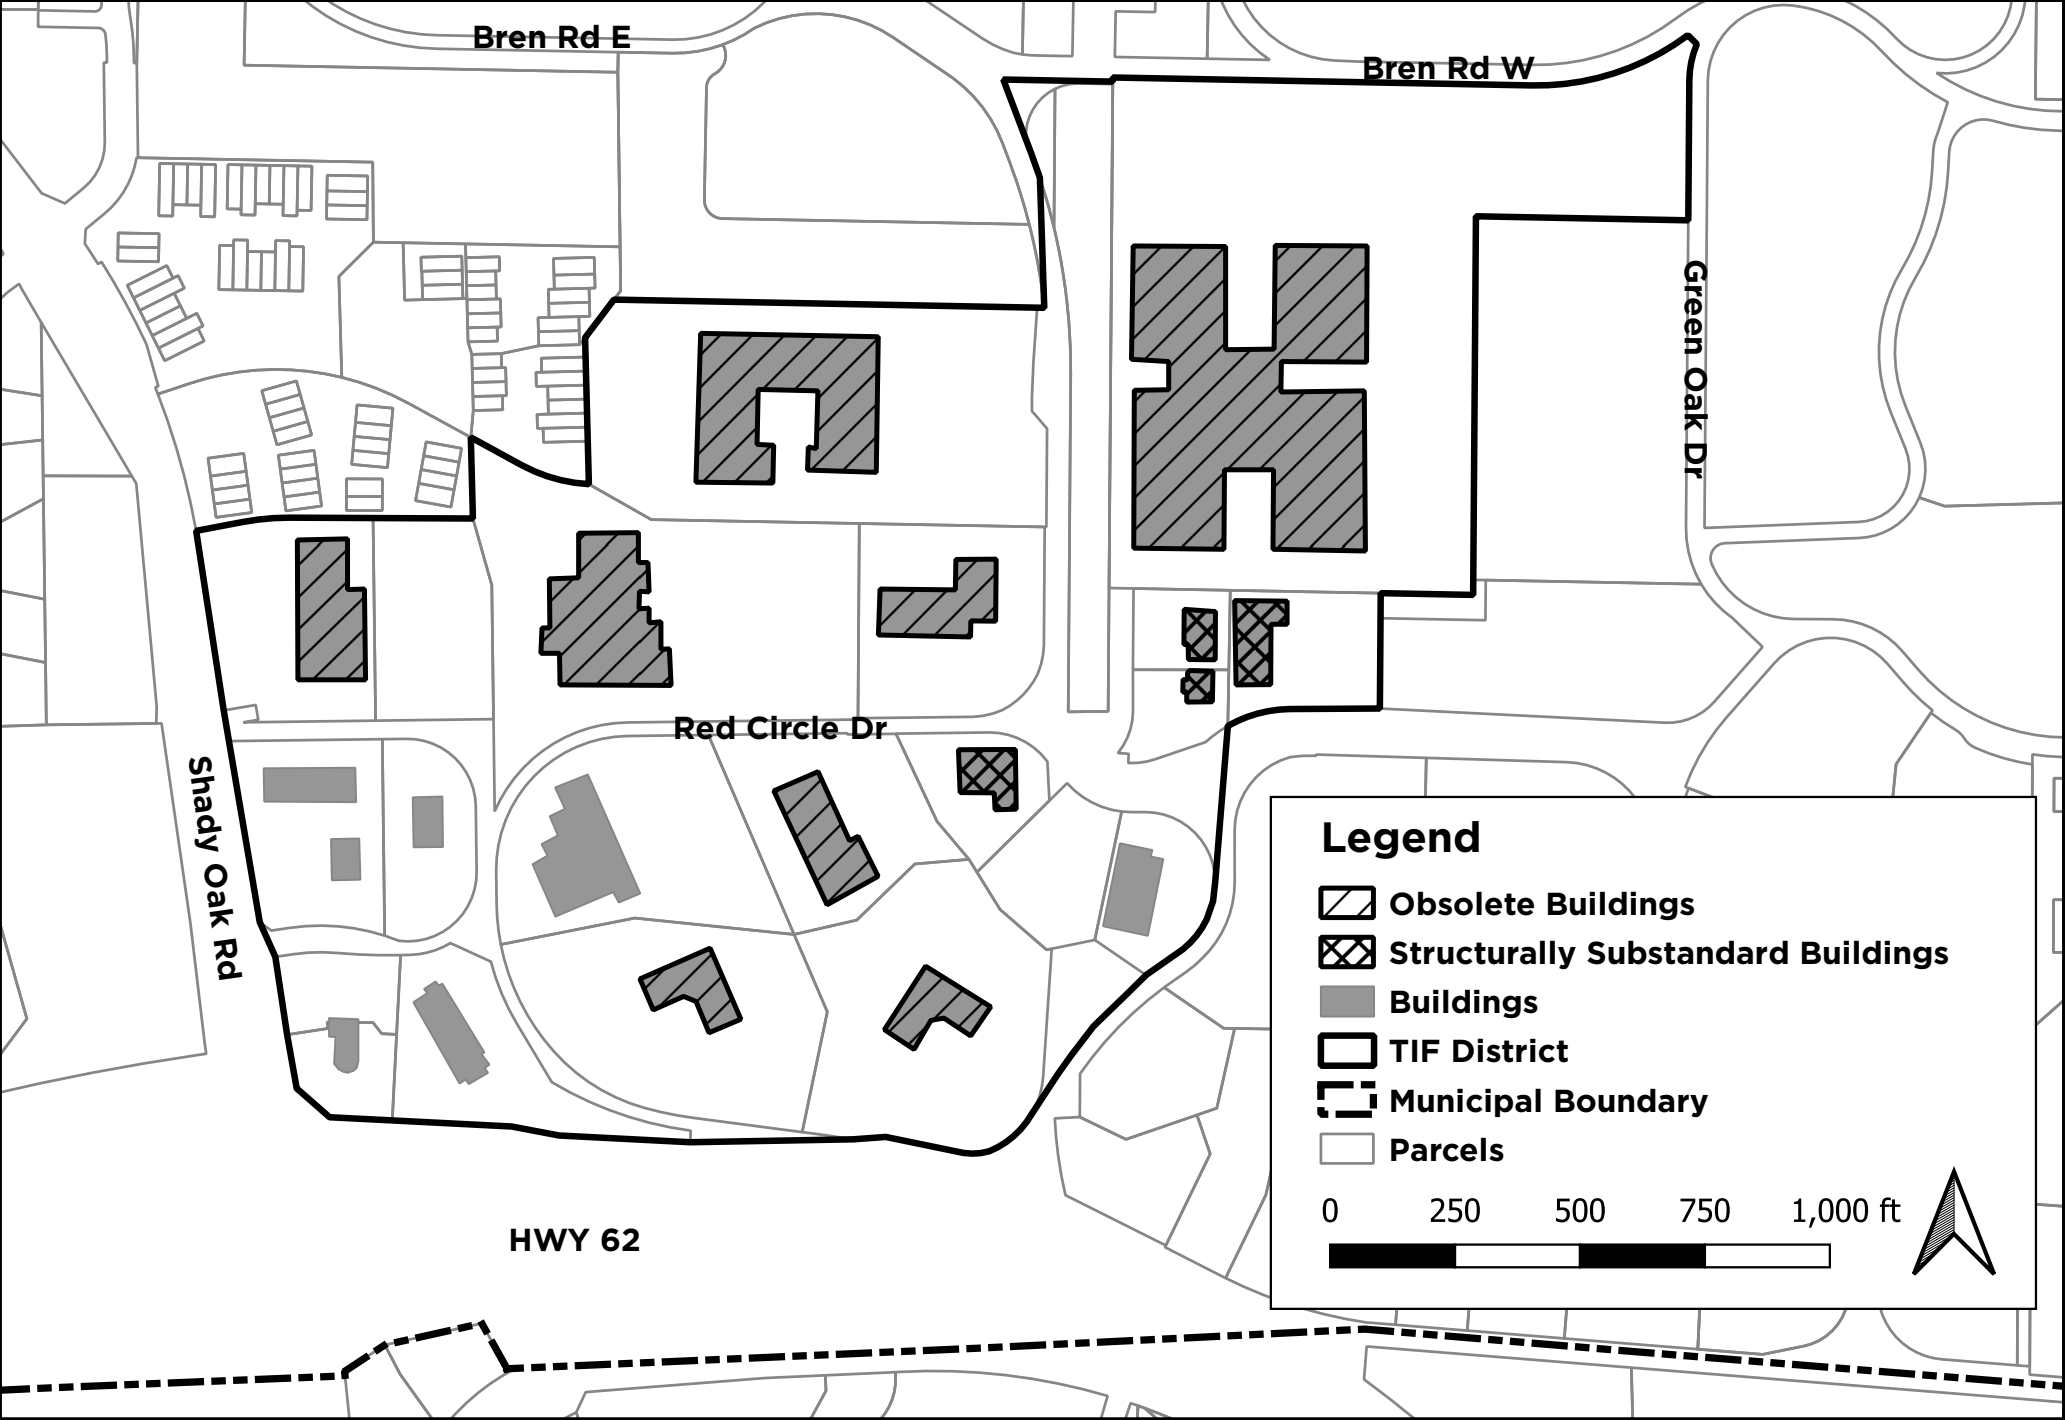 Bren Rd E
Bren Rd W
Green Oak Dr
Red Circle Dr
Shady Oak Rd
HWY 62
Legend
Obsolete Buildings
Structurally Substandard Buildings
Buildings
TIF District
Municipal Boundary
Parcels
0 250 500 750 1,000 ft